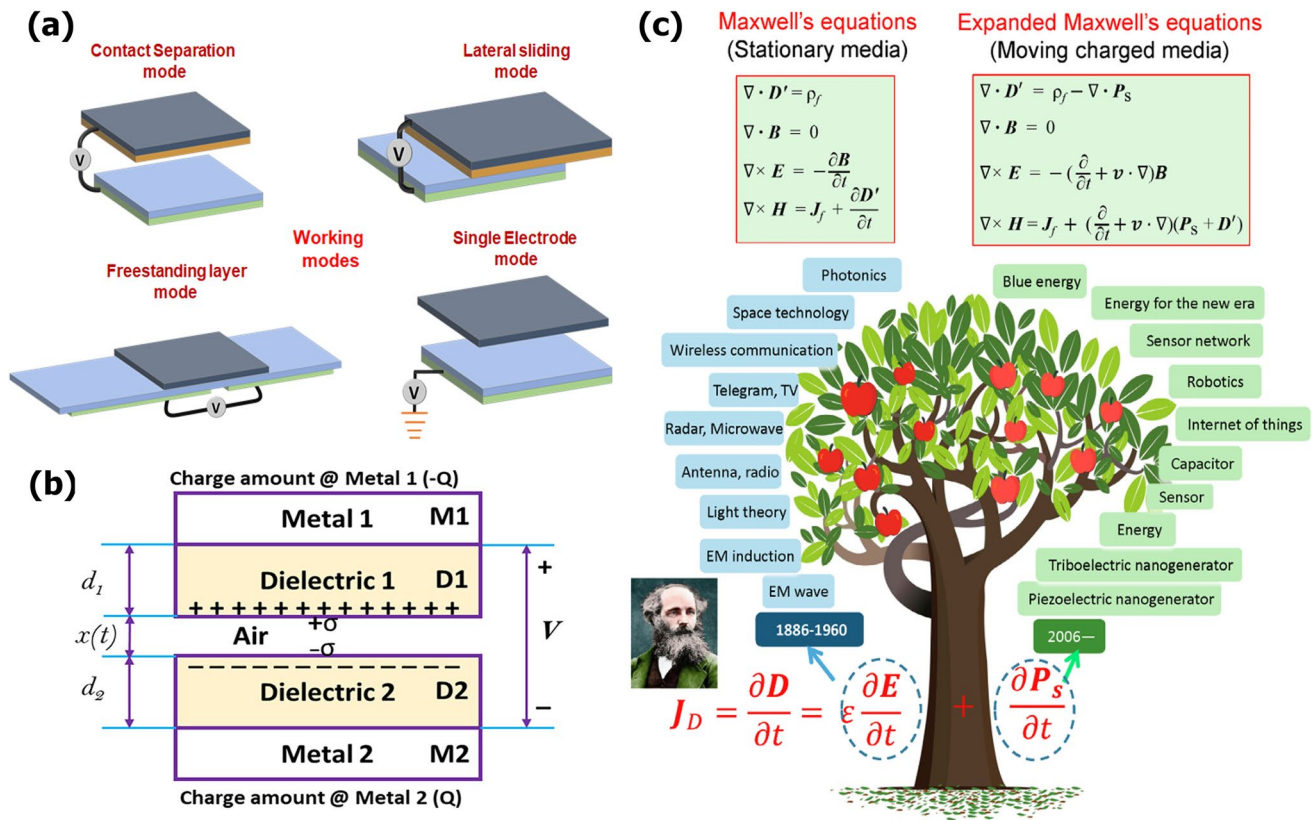 (a)
Contact Separation
mode
V
Lateral sliding
mode
V
Working
modes
Freestanding layer
mode
V
Single Electrode
mode
V
(b)
Charge amount @ Metal 1 (-Q)
Metal 1 M1
d₁
Dielectric 1 D1
+ + + + + + + + + + + + +
+σ
x(t)
Air
−σ
− − − − − − − − − − − − −
d₂
Dielectric 2 D2
+
V
−
Metal 2 M2
Charge amount @ Metal 2 (Q)
(c)
Maxwell's equations
(Stationary media)
∇ · D′ = ρf
∇ · B = 0
∇× E = −∂B/∂t
∇× H = Jf + ∂D′/∂t
Expanded Maxwell's equations
(Moving charged media)
∇ · D′ = ρf − ∇ · PS
∇ · B = 0
∇× E = −(∂/∂t + v · ∇)B
∇× H = Jf + (∂/∂t + v · ∇)(PS + D′)
Photonics
Space technology
Wireless communication
Telegram, TV
Radar, Microwave
Antenna, radio
Light theory
EM induction
EM wave
1886-1960
Blue energy
Energy for the new era
Sensor network
Robotics
Internet of things
Capacitor
Sensor
Energy
Triboelectric nanogenerator
Piezoelectric nanogenerator
2006—
JD = ∂D/∂t = ε ∂E/∂t + ∂Ps/∂t